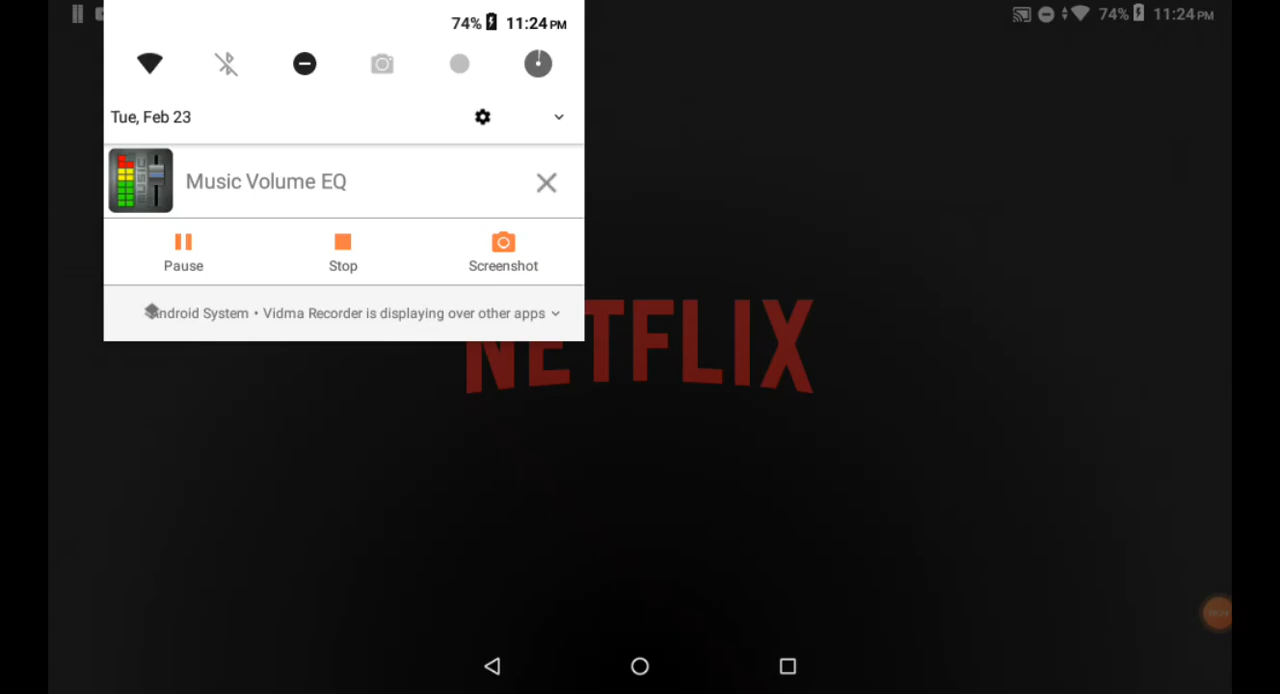 74% 11:24 PM
74% 11:24 PM
Tue, Feb 23
Music Volume EQ
Pause Stop Screenshot
ndroid System • Vidma Recorder is displaying over other apps
NETFLIX